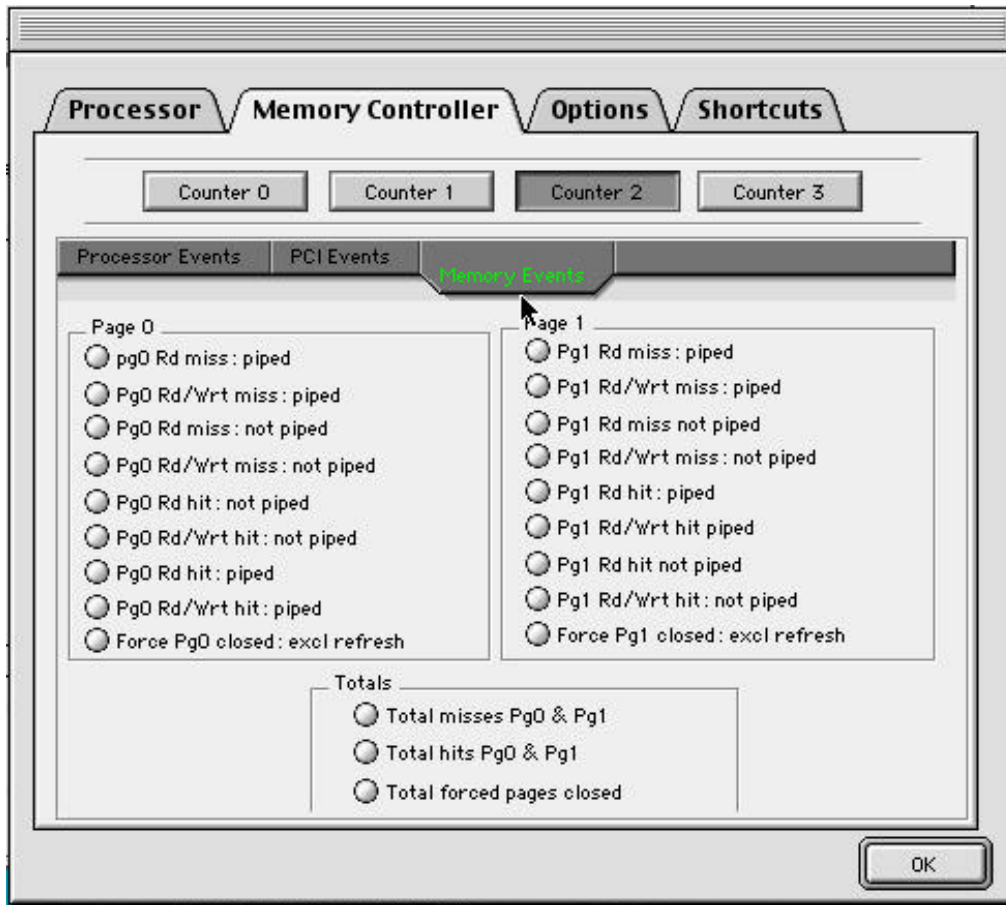 Processor Memory Controller Options Shortcuts
Counter 0 Counter 1 Counter 2 Counter 3
Processor Events PCI Events Memory Events
Page 0
pg0 Rd miss: piped
Pg0 Rd/Wrt miss: piped
Pg0 Rd miss: not piped
Pg0 Rd/Wrt miss: not piped
Pg0 Rd hit: not piped
Pg0 Rd/Wrt hit: not piped
Pg0 Rd hit: piped
Pg0 Rd/Wrt hit: piped
Force Pg0 closed: excl refresh
Page 1
Pg1 Rd miss: piped
Pg1 Rd/Wrt miss: piped
Pg1 Rd miss not piped
Pg1 Rd/Wrt miss: not piped
Pg1 Rd hit: piped
Pg1 Rd/Wrt hit piped
Pg1 Rd hit not piped
Pg1 Rd/Wrt hit: not piped
Force Pg1 closed: excl refresh
Totals
Total misses Pg0 & Pg1
Total hits Pg0 & Pg1
Total forced pages closed
OK